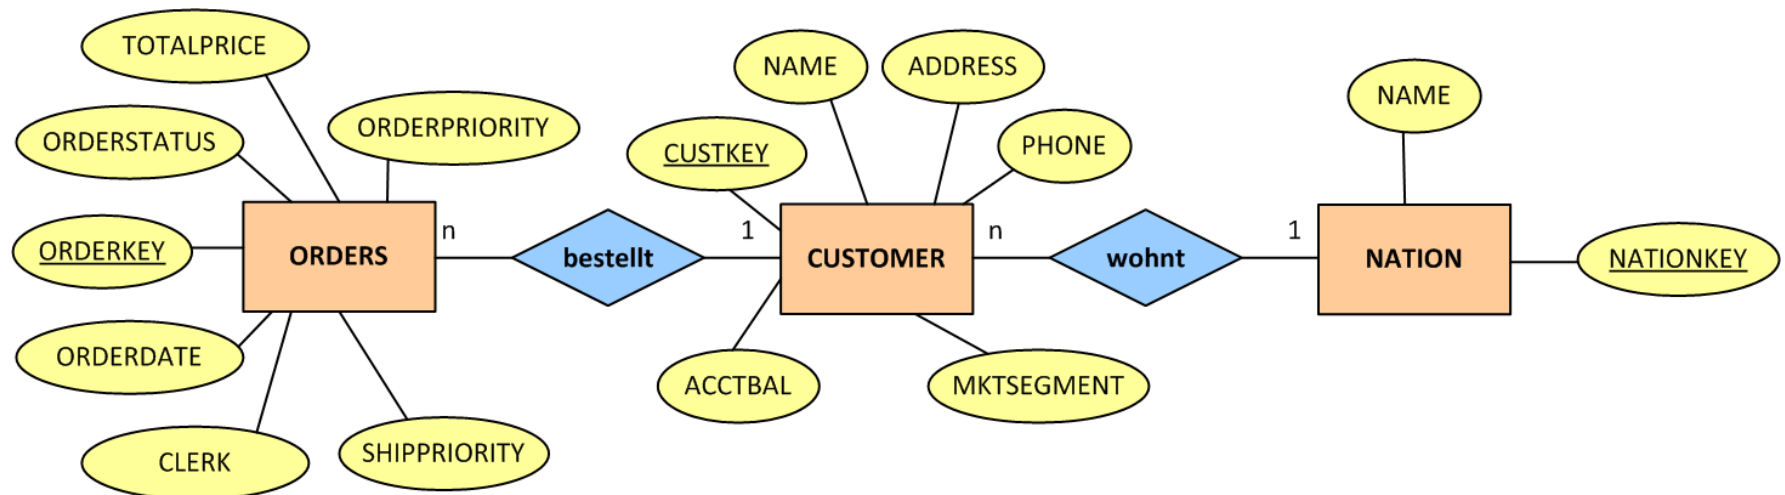 TOTALPRICE
ORDERSTATUS
ORDERPRIORITY
ORDERKEY
ORDERS
ORDERDATE
CLERK
SHIPPRIORITY
n
bestellt
1
NAME
ADDRESS
CUSTKEY
PHONE
CUSTOMER
ACCTBAL
MKTSEGMENT
n
wohnt
1
NAME
NATION
NATIONKEY